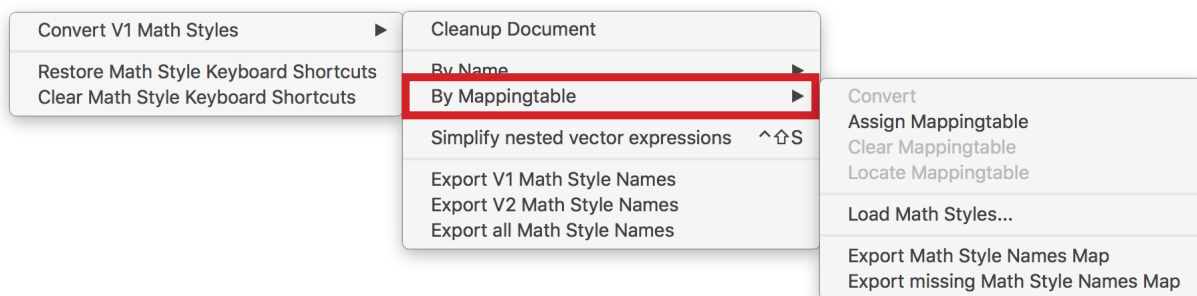 Convert V1 Math Styles ▶
Restore Math Style Keyboard Shortcuts
Clear Math Style Keyboard Shortcuts
Cleanup Document
By Name ▶
By Mappingtable ▶
Simplify nested vector expressions ^⇧S
Export V1 Math Style Names
Export V2 Math Style Names
Export all Math Style Names
Convert
Assign Mappingtable
Clear Mappingtable
Locate Mappingtable
Load Math Styles...
Export Math Style Names Map
Export missing Math Style Names Map